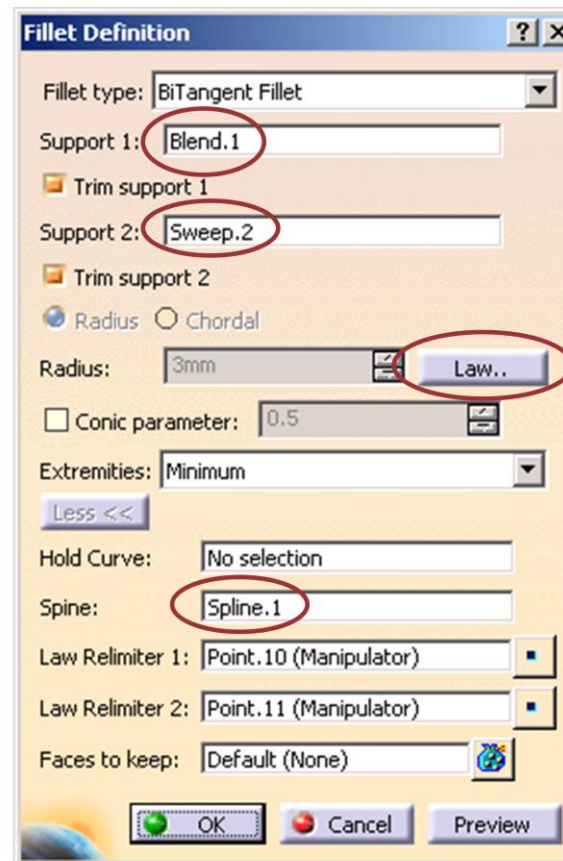 Fillet Definition
Fillet type: BiTangent Fillet
Support 1: Blend.1
Trim support 1
Support 2: Sweep.2
Trim support 2
Radius Chordal
Radius: 3mm Law..
Conic parameter: 0.5
Extremities: Minimum
Less <<
Hold Curve: No selection
Spine: Spline.1
Law Relimiter 1: Point.10 (Manipulator)
Law Relimiter 2: Point.11 (Manipulator)
Faces to keep: Default (None)
OK Cancel Preview